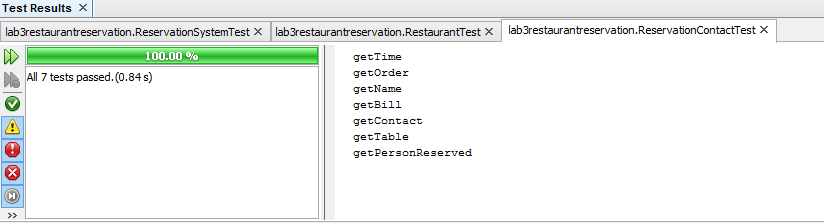 Test Results
lab3restaurantreservation.ReservationSystemTest
lab3restaurantreservation.RestaurantTest
lab3restaurantreservation.ReservationContactTest
100.00 %
All 7 tests passed.(0.84 s)
getTime
getOrder
getName
getBill
getContact
getTable
getPersonReserved